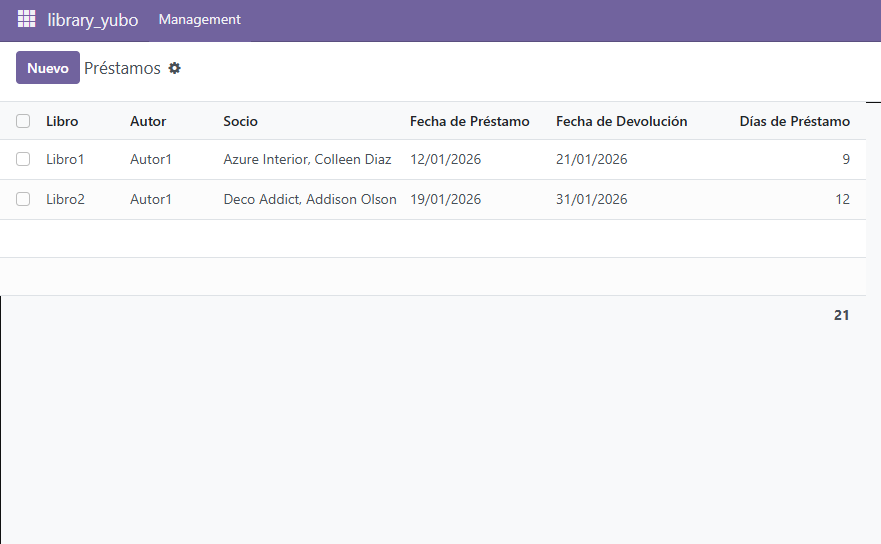 library_yubo Management
Nuevo Préstamos
Libro Autor Socio Fecha de Préstamo Fecha de Devolución Días de Préstamo
Libro1 Autor1 Azure Interior, Colleen Diaz 12/01/2026 21/01/2026 9
Libro2 Autor1 Deco Addict, Addison Olson 19/01/2026 31/01/2026 12
21